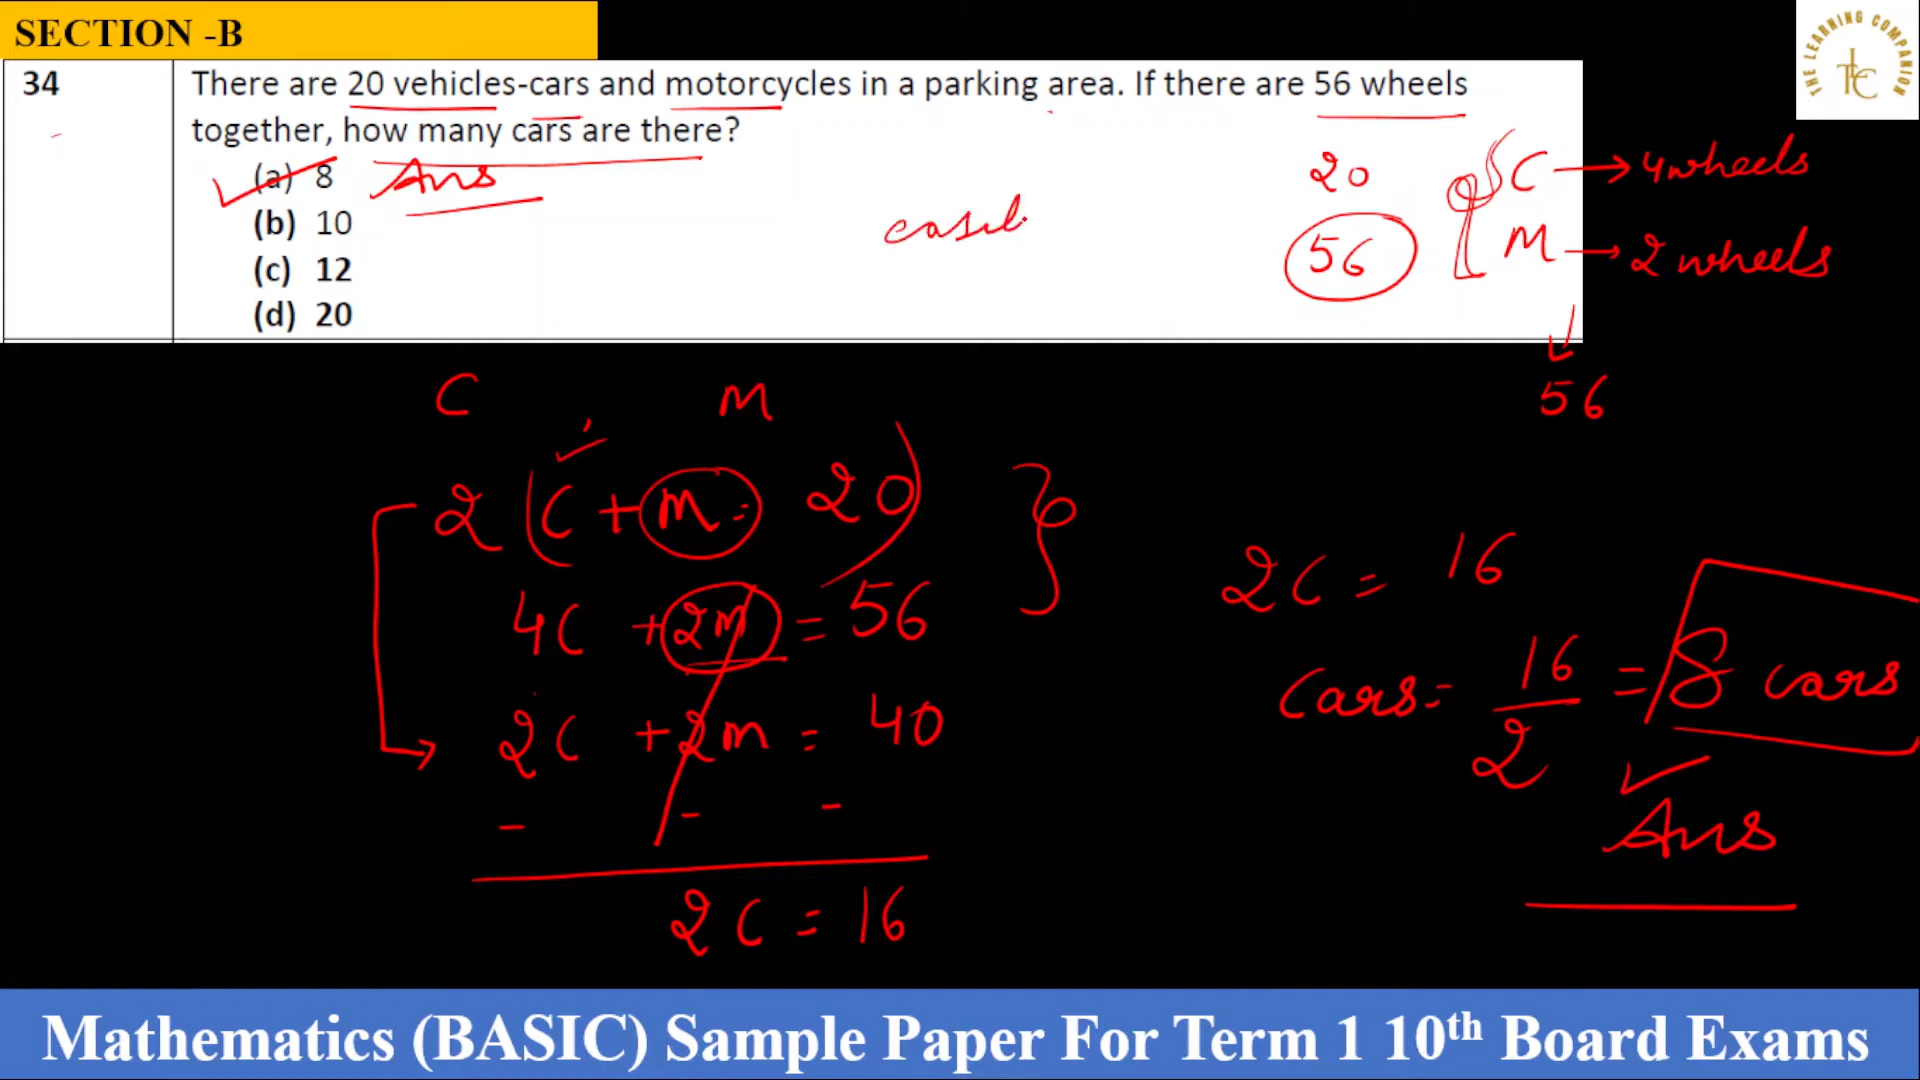 SECTION -B
THE LEARNING COMPANION
TLC
34
There are 20 vehicles-cars and motorcycles in a parking area. If there are 56 wheels
together, how many cars are there?
(a) 8 Ans
(b) 10
(c) 12
(d) 20
20
56
C → 4 wheels
M → 2 wheels
56
C M
2(C + m = 20)
4C + 2m = 56
2C + 2m = 40
- - -
2C = 16
2C = 16
Cars = 16/2 = 8 cars
Ans
Mathematics (BASIC) Sample Paper For Term 1 10th Board Exams